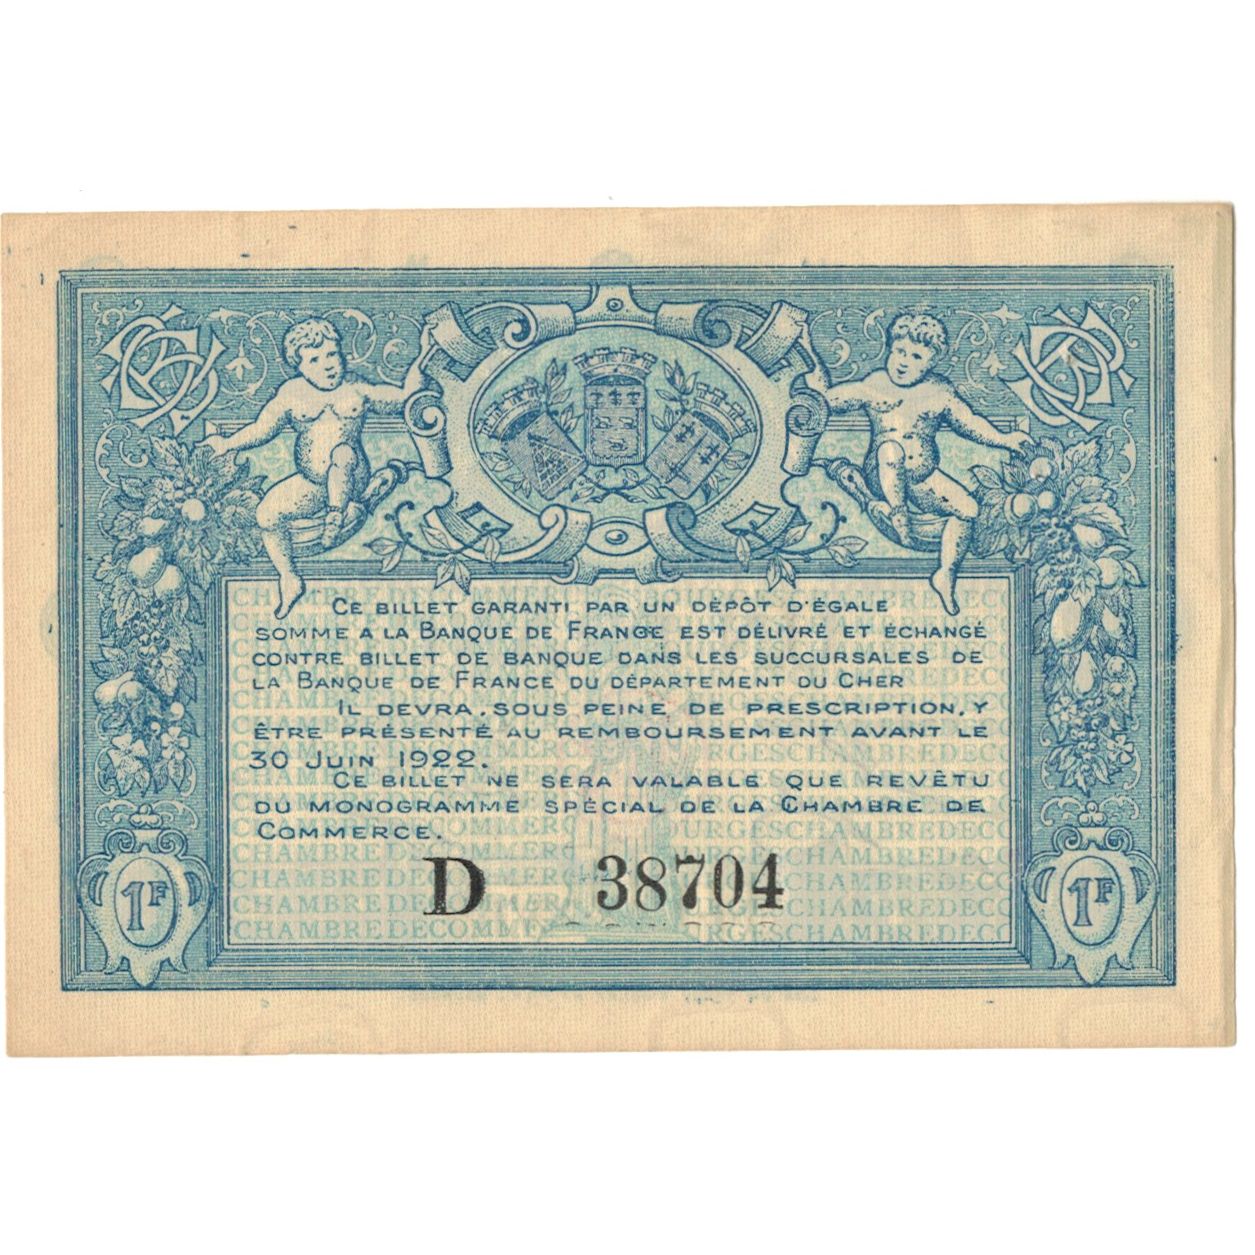 CE BILLET GARANTI PAR UN DÉPÔT D'ÉGALE
SOMME A LA BANQUE DE FRANCE EST DÉLIVRÉ ET ÉCHANGÉ
CONTRE BILLET DE BANQUE DANS LES SUCCURSALES DE
LA BANQUE DE FRANCE DU DÉPARTEMENT DU CHER
IL DEVRA, SOUS PEINE DE PRESCRIPTION, Y
ÊTRE PRÉSENTÉ AU REMBOURSEMENT AVANT LE
30 JUIN 1922.
CE BILLET NE SERA VALABLE QUE REVÊTU
DU MONOGRAMME SPÉCIAL DE LA CHAMBRE DE
COMMERCE.
D 38704
1F 1F